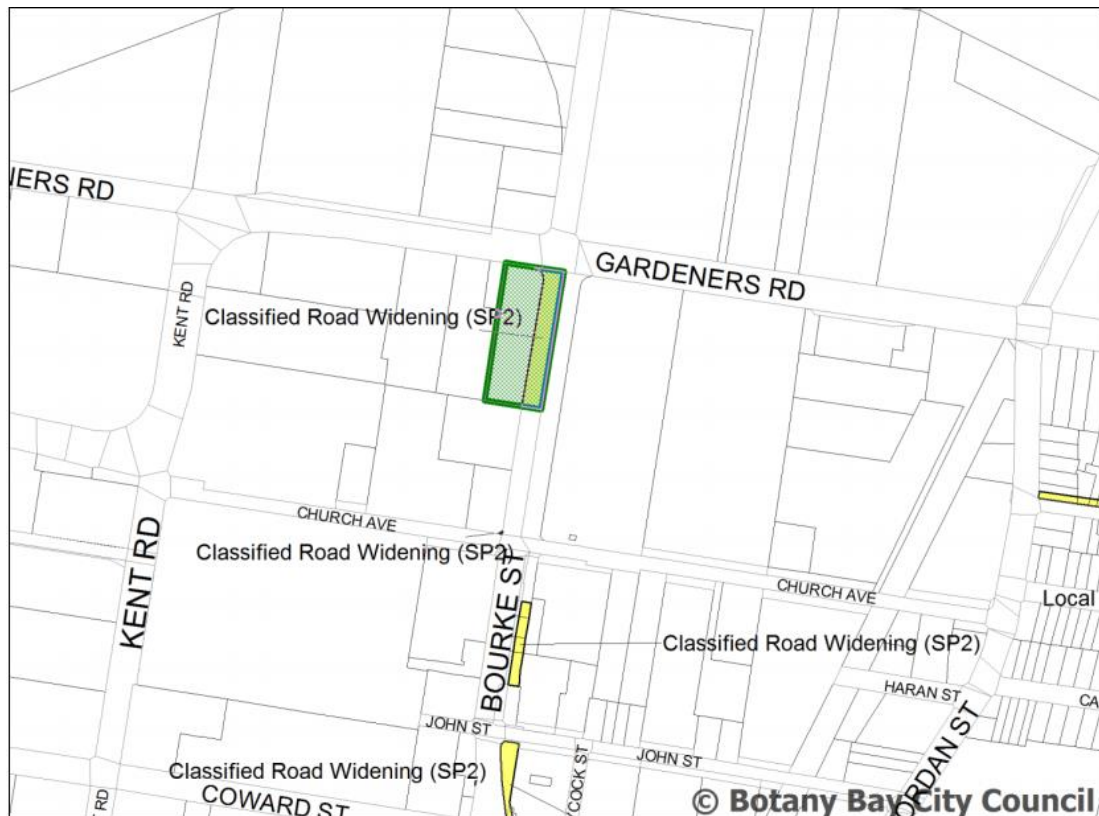 NERS RD
GARDENERS RD
KENT RD
Classified Road Widening (SP2)
CHURCH AVE
Classified Road Widening (SP2)
KENT RD
BOURKE ST
CHURCH AVE
Local
Classified Road Widening (SP2)
HARAN ST
CA
JOHN ST
JOHN ST
ORDAN ST
Classified Road Widening (SP2)
YCOCK ST
COWARD ST
T RD
© Botany Bay City Council